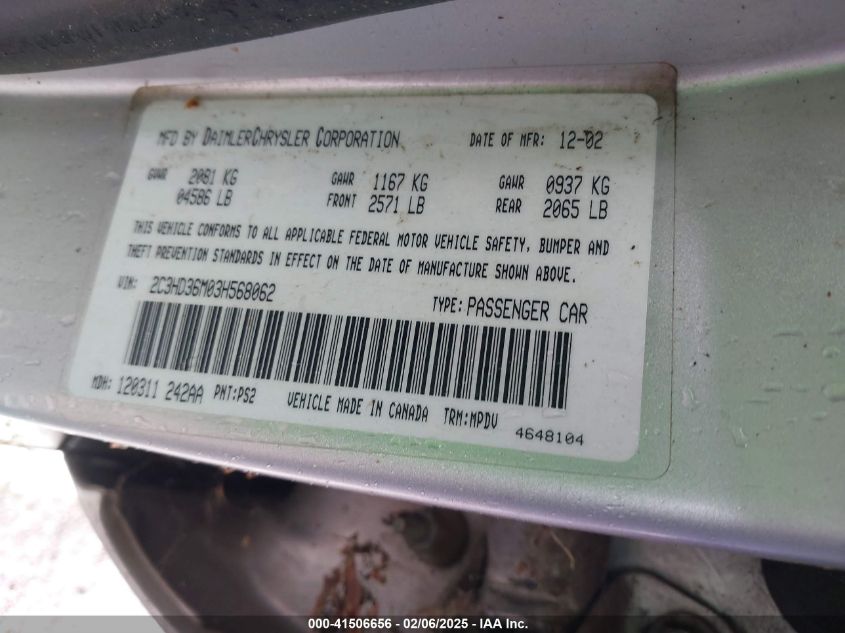 MFD BY DAIMLERCHRYSLER CORPORATION DATE OF MFR: 12-02
GVWR 2081 KG GAWR 1167 KG GAWR 0937 KG
04586 LB FRONT 2571 LB REAR 2065 LB
THIS VEHICLE CONFORMS TO ALL APPLICABLE FEDERAL MOTOR VEHICLE SAFETY, BUMPER AND
THEFT PREVENTION STANDARDS IN EFFECT ON THE DATE OF MANUFACTURE SHOWN ABOVE.
VIN: 2C3HD36M03H568062 TYPE: PASSENGER CAR
MDH: 120311 242AA PNT:PS2 VEHICLE MADE IN CANADA TRM:MPDV
4648104
000-41506656 - 02/06/2025 - IAA Inc.